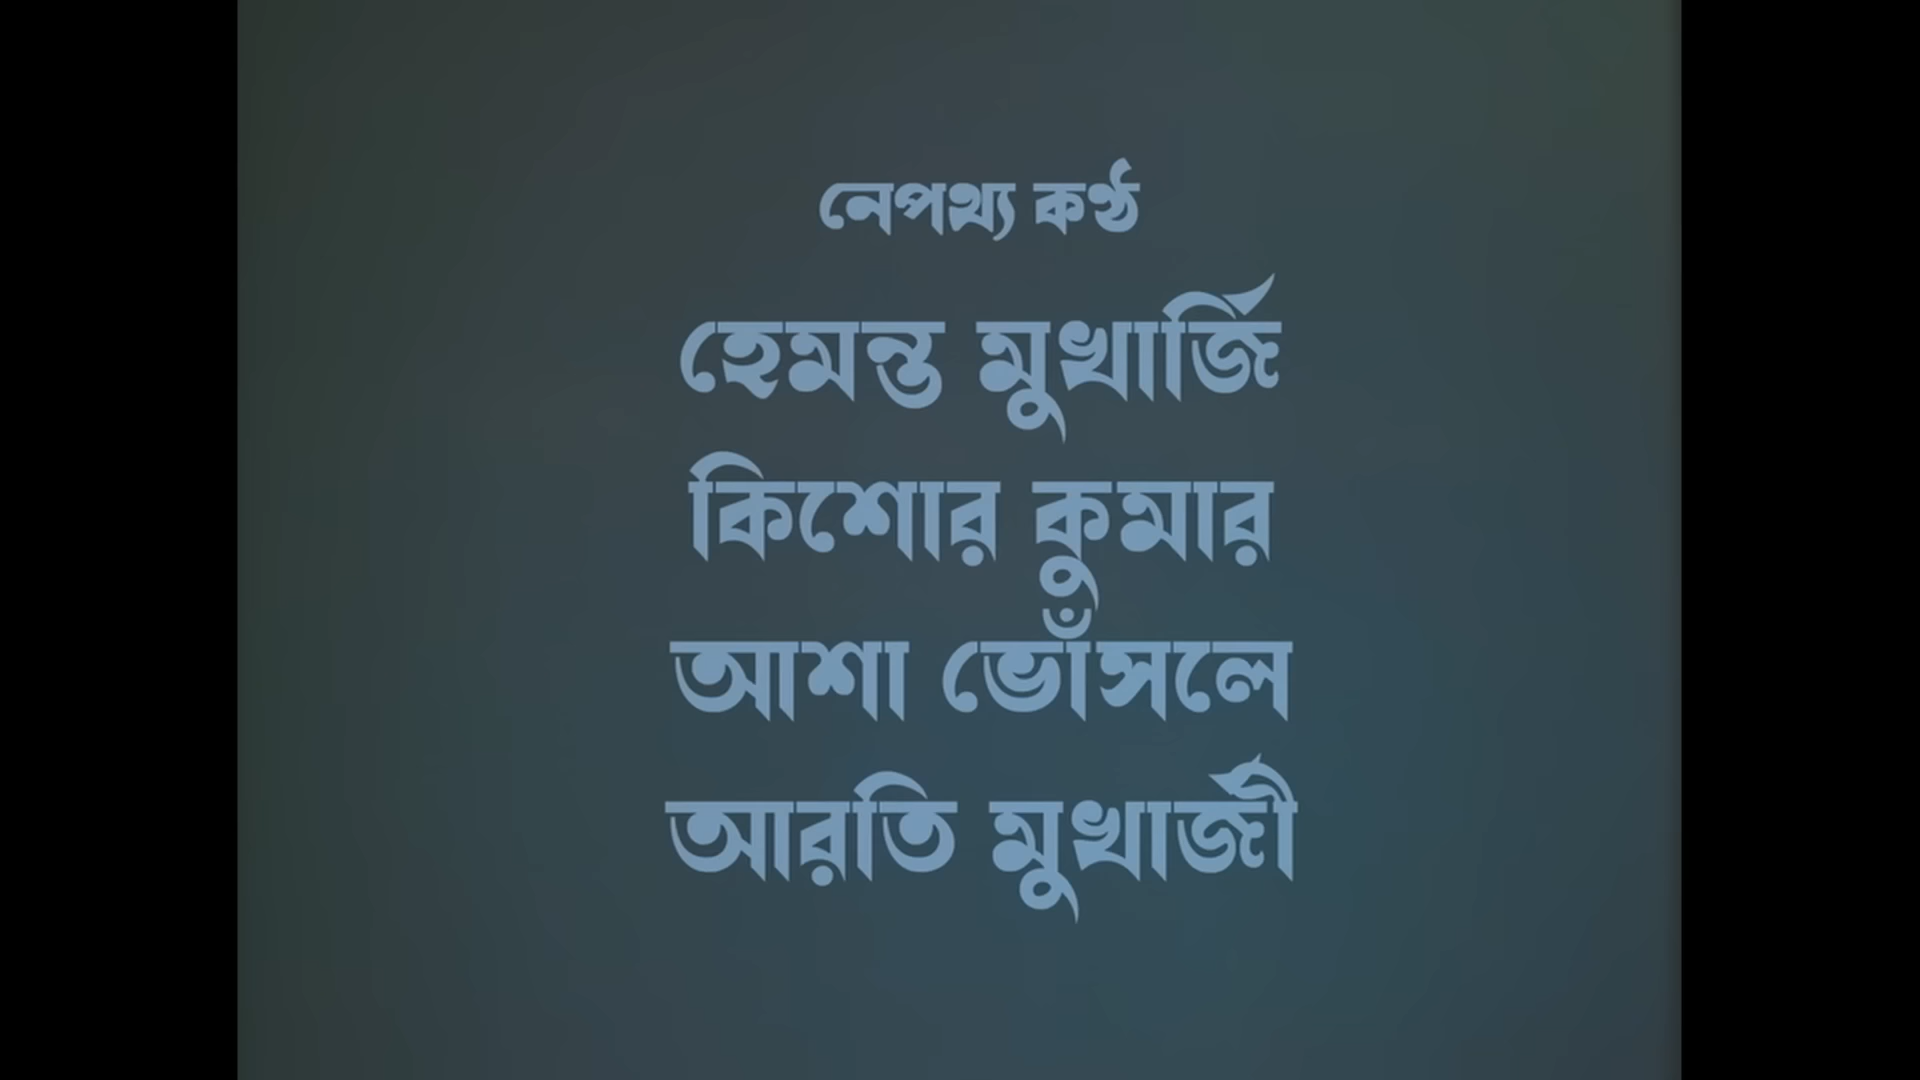 নেপথ্য কণ্ঠ
হেমন্ত মুখার্জি
কিশোর কুমার
আশা ভোঁসলে
আরতি মুখার্জী